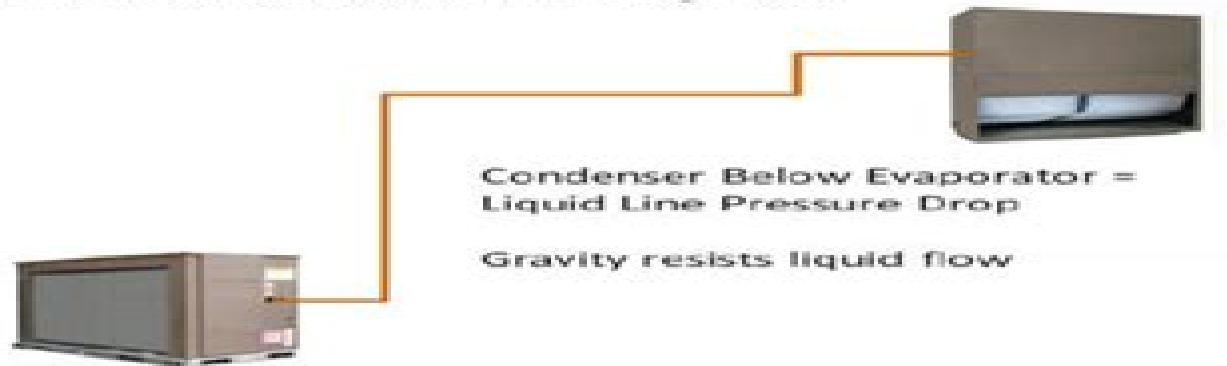 Condenser Below Evaporator =
Liquid Line Pressure Drop
Gravity resists liquid flow